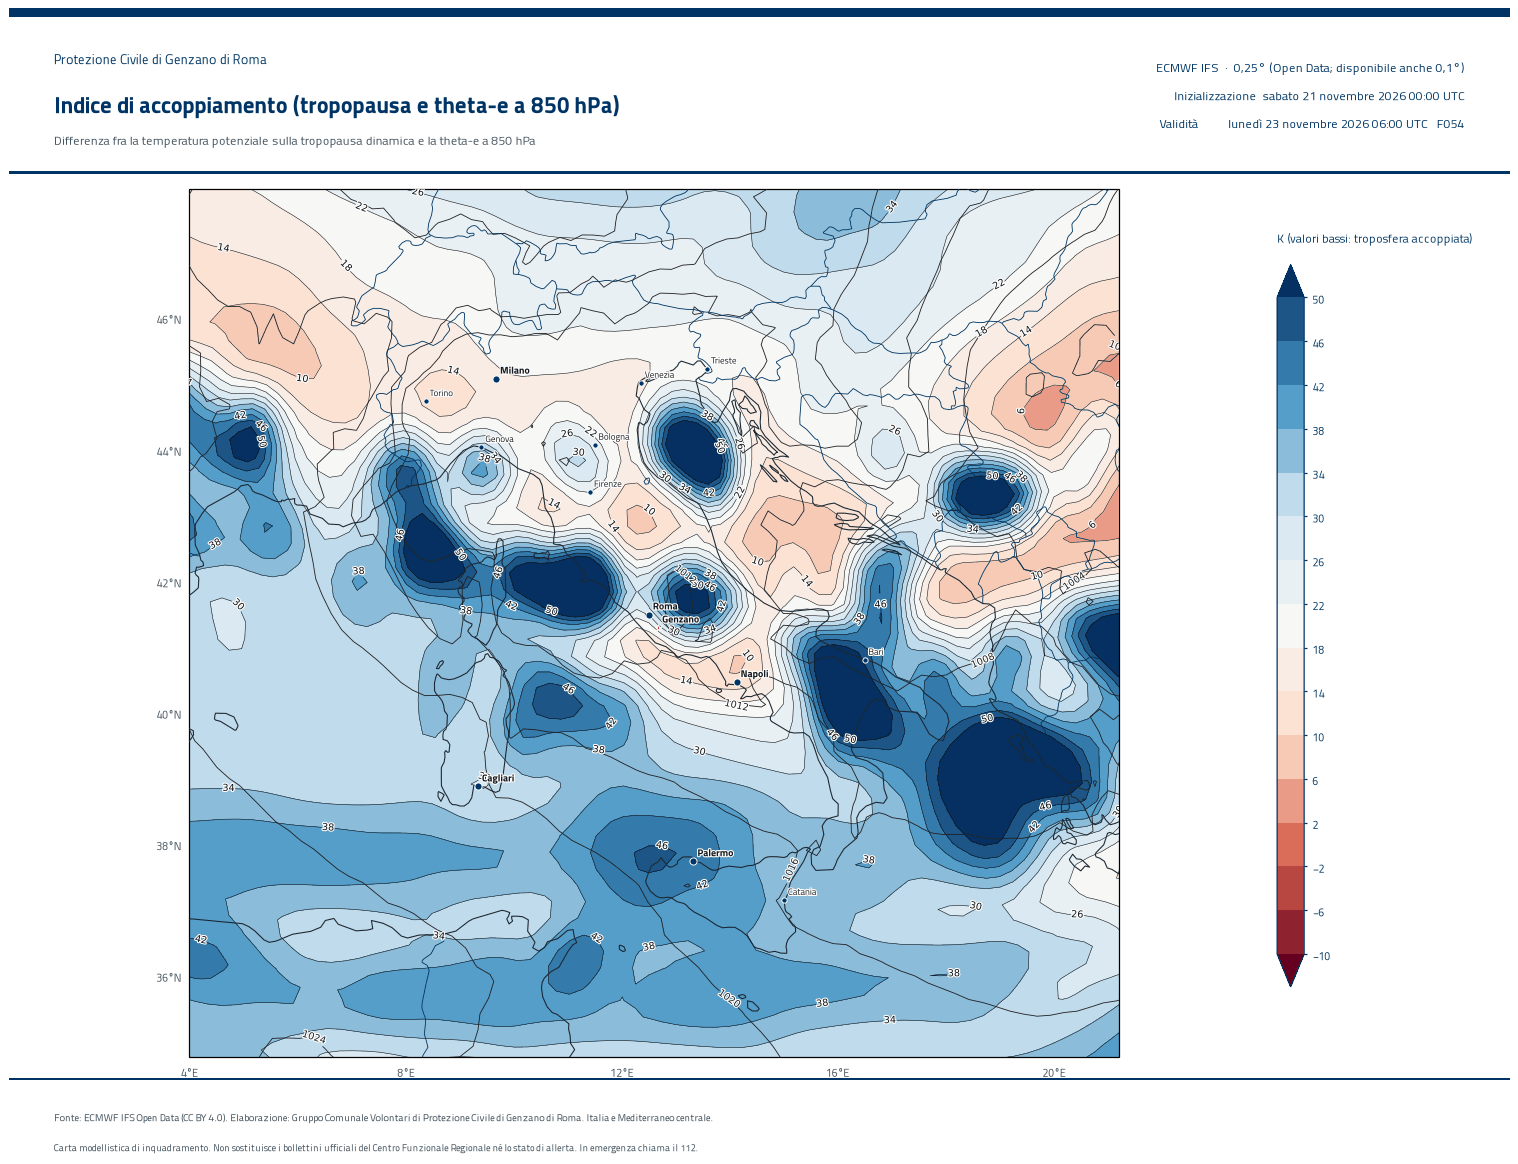 Protezione Civile di Genzano di Roma
Indice di accoppiamento (tropopausa e theta-e a 850 hPa)
Differenza fra la temperatura potenziale sulla tropopausa dinamica e la theta-e a 850 hPa
ECMWF IFS · 0,25° (Open Data; disponibile anche 0,1°)
Inizializzazione sabato 21 novembre 2026 00:00 UTC
Validità lunedì 23 novembre 2026 06:00 UTC F054
K (valori bassi: troposfera accoppiata)
50
46
42
38
34
30
26
22
18
14
10
6
2
−2
−6
−10
46°N
44°N
42°N
40°N
38°N
36°N
4°E
8°E
12°E
16°E
20°E
Milano
Torino
Venezia
Trieste
Genova
Bologna
Firenze
Roma
Genzano
Napoli
Bari
Cagliari
Palermo
Catania
1004
1008
1012
1016
1020
1024
Fonte: ECMWF IFS Open Data (CC BY 4.0). Elaborazione: Gruppo Comunale Volontari di Protezione Civile di Genzano di Roma. Italia e Mediterraneo centrale.
Carta modellistica di inquadramento. Non sostituisce i bollettini ufficiali del Centro Funzionale Regionale né lo stato di allerta. In emergenza chiama il 112.